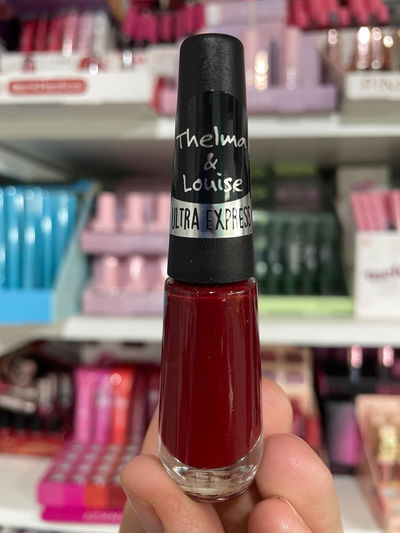 Thelma
&
Louise
ULTRA EXPRESS